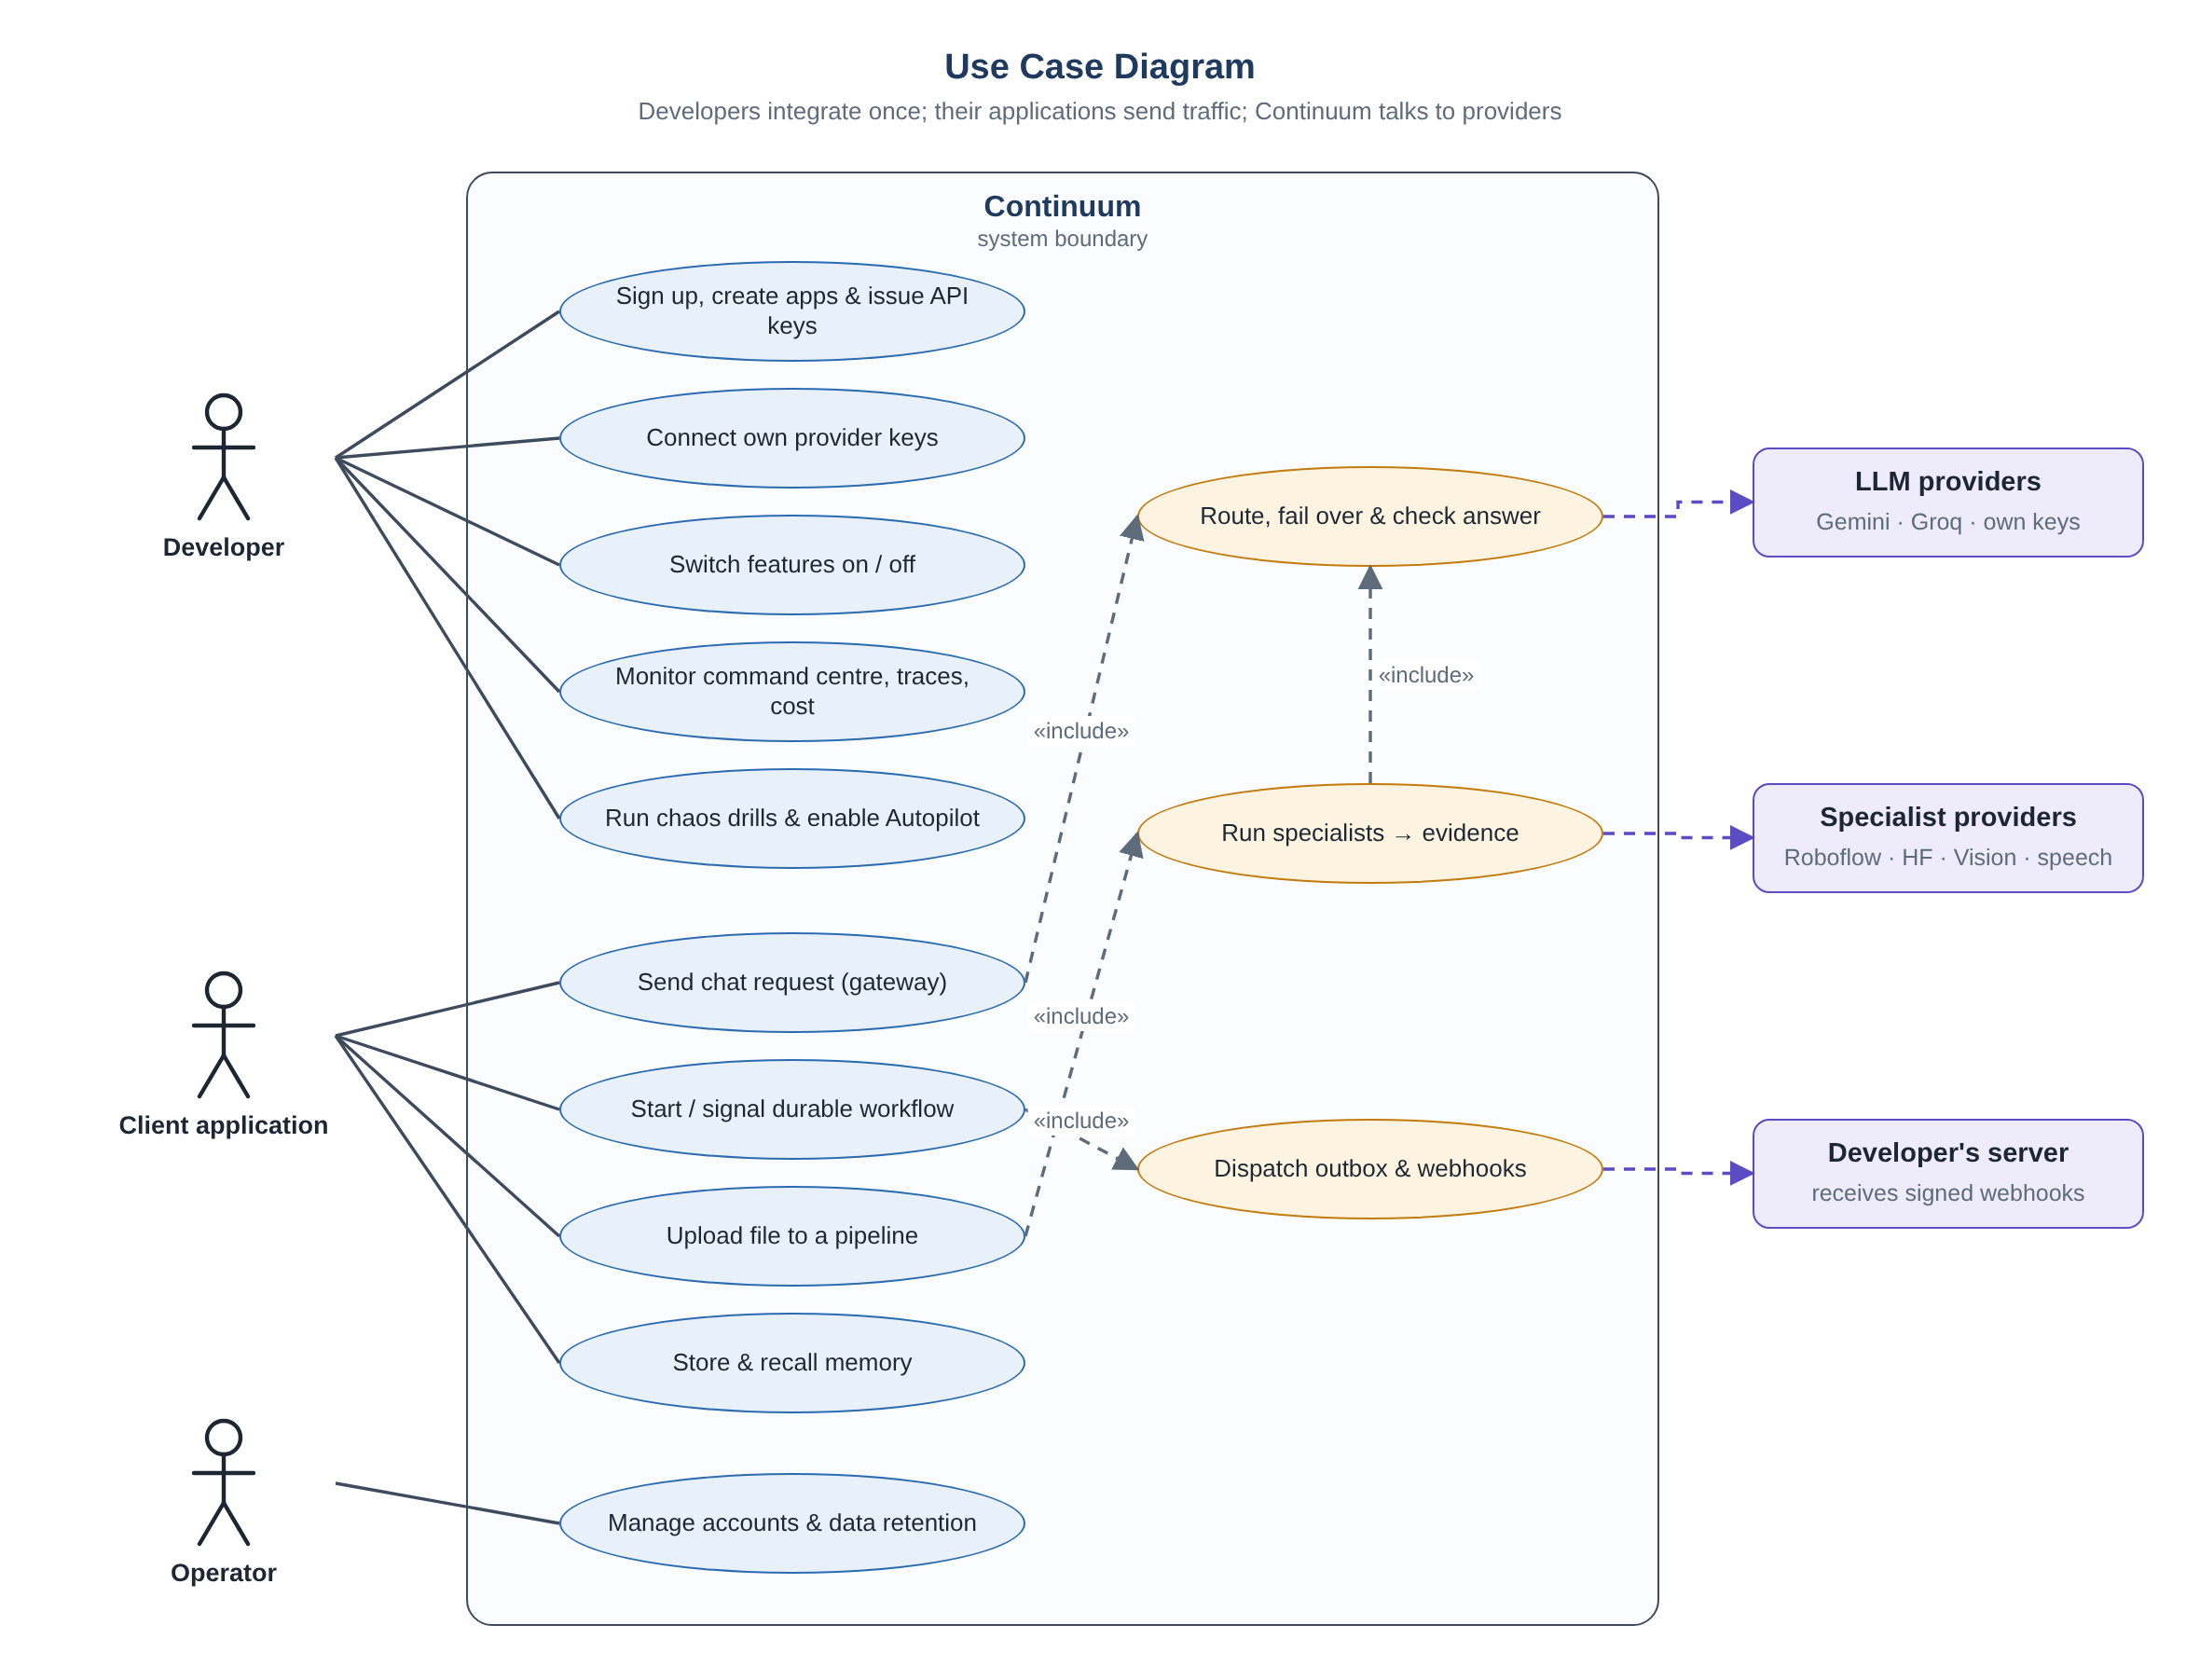 Use Case Diagram
Developers integrate once; their applications send traffic; Continuum talks to providers
Continuum
system boundary
Sign up, create apps & issue API
keys
Connect own provider keys
Switch features on / off
Monitor command centre, traces,
cost
Run chaos drills & enable Autopilot
Developer
Send chat request (gateway)
Start / signal durable workflow
Upload file to a pipeline
Store & recall memory
Client application
Manage accounts & data retention
Operator
«include»
«include»
«include»
«include»
Route, fail over & check answer
Run specialists → evidence
Dispatch outbox & webhooks
LLM providers
Gemini · Groq · own keys
Specialist providers
Roboflow · HF · Vision · speech
Developer's server
receives signed webhooks